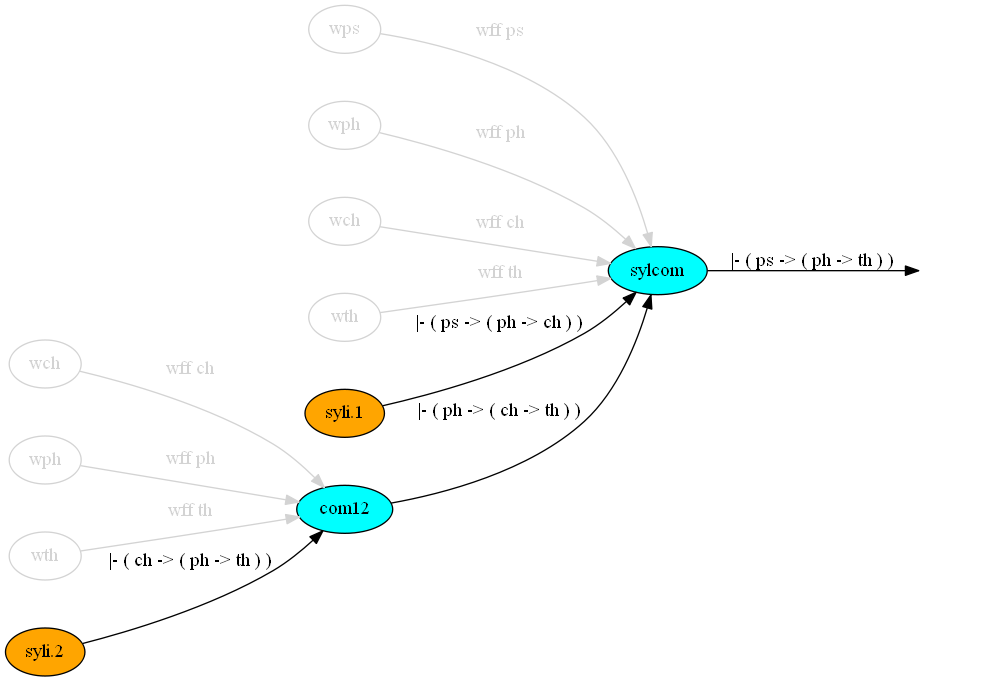 wps
wff ps
wph
wff ph
wch
wff ch
sylcom
|- ( ps -> ( ph -> th ) )
wff th
wth
|- ( ps -> ( ph -> ch ) )
wch
wff ch
syli.1
|- ( ph -> ( ch -> th ) )
wph
wff ph
com12
wff th
wth
|- ( ch -> ( ph -> th ) )
syli.2